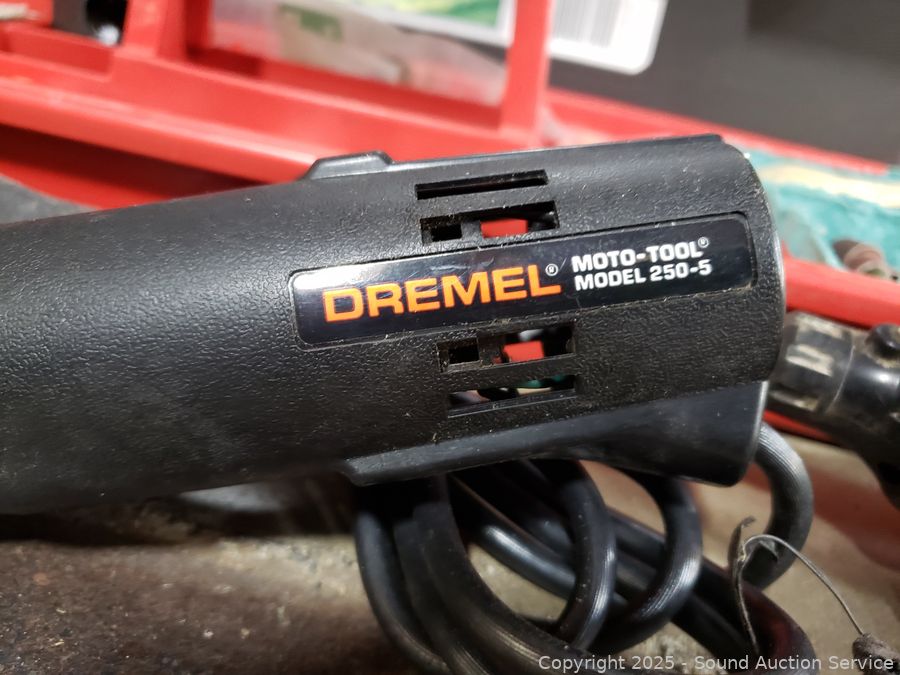 DREMEL®
MOTO-TOOL®
MODEL 250-5
Copyright 2025 - Sound Auction Service